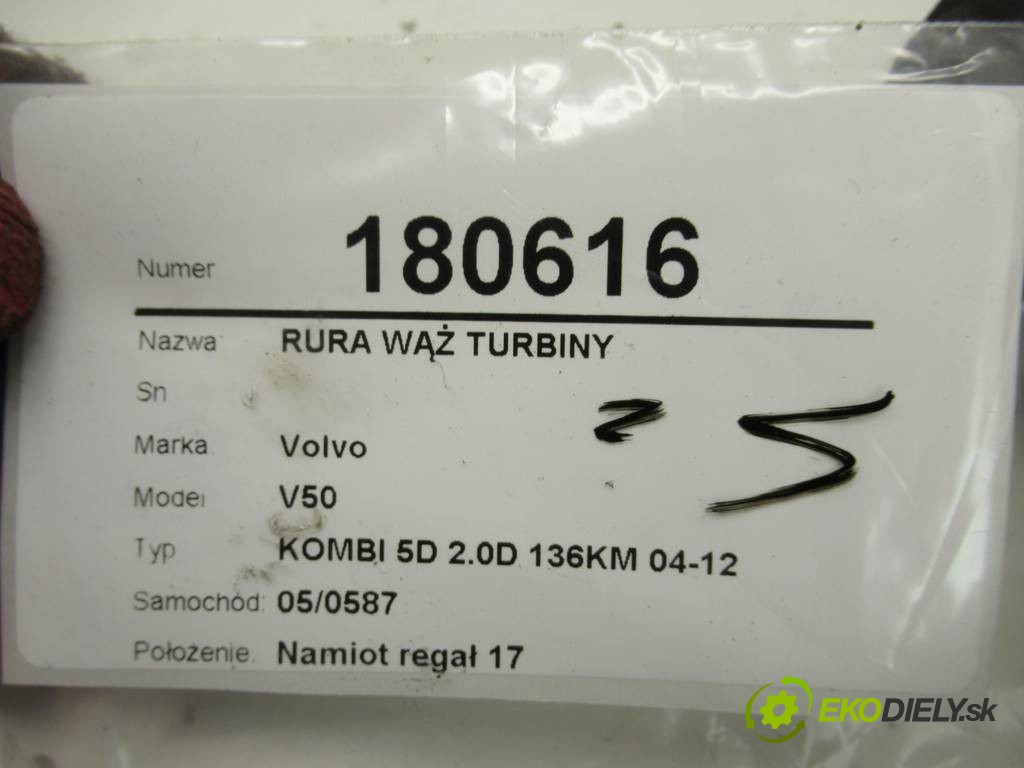 Numer 180616
Nazwa: RURA WĄŻ TURBINY
Sn
Marka Volvo
Model V50
Typ KOMBI 5D 2.0D 136KM 04-12
Samochód: 05/0587
Położenie. Namiot regał 17
EKODIELY.sk